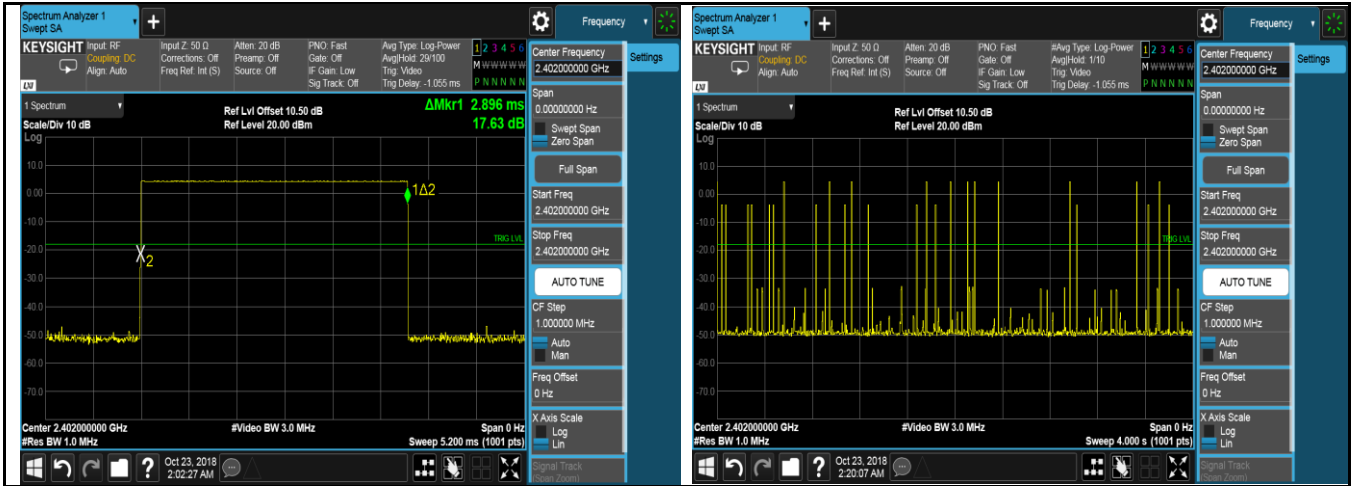 Spectrum Analyzer 1
Swept SA
+
Frequency
KEYSIGHT
Input: RF
Coupling: DC
Align: Auto
Input Z: 50 Ω
Corrections: Off
Freq Ref: Int (S)
Atten: 20 dB
Preamp: Off
Source: Off
PNO: Fast
Gate: Off
IF Gain: Low
Sig Track: Off
Avg Type: Log-Power
Avg|Hold: 29/100
Trig: Video
Trig Delay: -1.055 ms
1 2 3 4 5 6
M W W W W W
P N N N N N
LXI
1 Spectrum
Scale/Div 10 dB
Log
Ref Lvl Offset 10.50 dB
Ref Level 20.00 dBm
ΔMkr1 2.896 ms
17.63 dB
10.0
0.00
-10.0
-20.0
-30.0
-40.0
-50.0
-60.0
-70.0
1Δ2
X2
TRIG LVL
Center 2.402000000 GHz
#Res BW 1.0 MHz
#Video BW 3.0 MHz
Span 0 Hz
Sweep 5.200 ms (1001 pts)
Oct 23, 2018
2:02:27 AM
Center Frequency
2.402000000 GHz
Span
0.00000000 Hz
Swept Span
Zero Span
Full Span
Start Freq
2.402000000 GHz
Stop Freq
2.402000000 GHz
AUTO TUNE
CF Step
1.000000 MHz
Auto
Man
Freq Offset
0 Hz
X Axis Scale
Log
Lin
Signal Track
(Span Zoom)
Settings
Spectrum Analyzer 1
Swept SA
+
Frequency
KEYSIGHT
Input: RF
Coupling: DC
Align: Auto
Input Z: 50 Ω
Corrections: Off
Freq Ref: Int (S)
Atten: 20 dB
Preamp: Off
Source: Off
PNO: Fast
Gate: Off
IF Gain: Low
Sig Track: Off
#Avg Type: Log-Power
Avg|Hold: 1/10
Trig: Video
Trig Delay: -1.055 ms
1 2 3 4 5 6
M W W W W W
P N N N N N
LXI
1 Spectrum
Scale/Div 10 dB
Log
Ref Lvl Offset 10.50 dB
Ref Level 20.00 dBm
10.0
0.00
-10.0
-20.0
-30.0
-40.0
-50.0
-60.0
-70.0
TRIG LVL
Center 2.402000000 GHz
#Res BW 1.0 MHz
#Video BW 3.0 MHz
Span 0 Hz
Sweep 4.000 s (1001 pts)
Oct 23, 2018
2:20:07 AM
Center Frequency
2.402000000 GHz
Span
0.00000000 Hz
Swept Span
Zero Span
Full Span
Start Freq
2.402000000 GHz
Stop Freq
2.402000000 GHz
AUTO TUNE
CF Step
1.000000 MHz
Auto
Man
Freq Offset
0 Hz
X Axis Scale
Log
Lin
Signal Track
(Span Zoom)
Settings